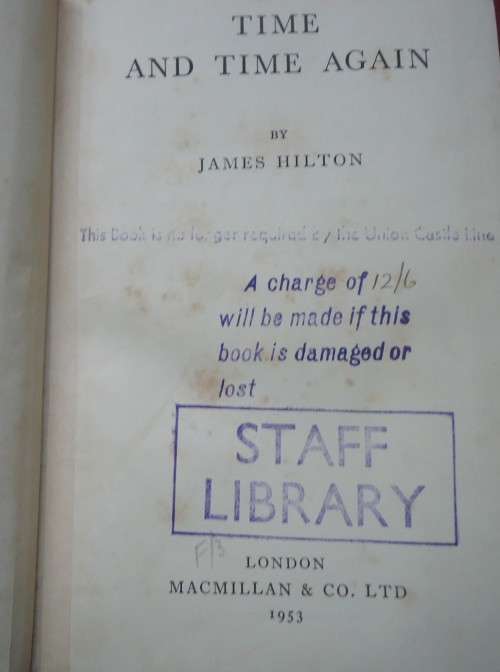 TIME
AND TIME AGAIN
BY
JAMES HILTON
This Book is no longer required by the Union Castle Line
A charge of 12/6
will be made if this
book is damaged or
lost
STAFF
LIBRARY
F/3
LONDON
MACMILLAN & CO. LTD
1953